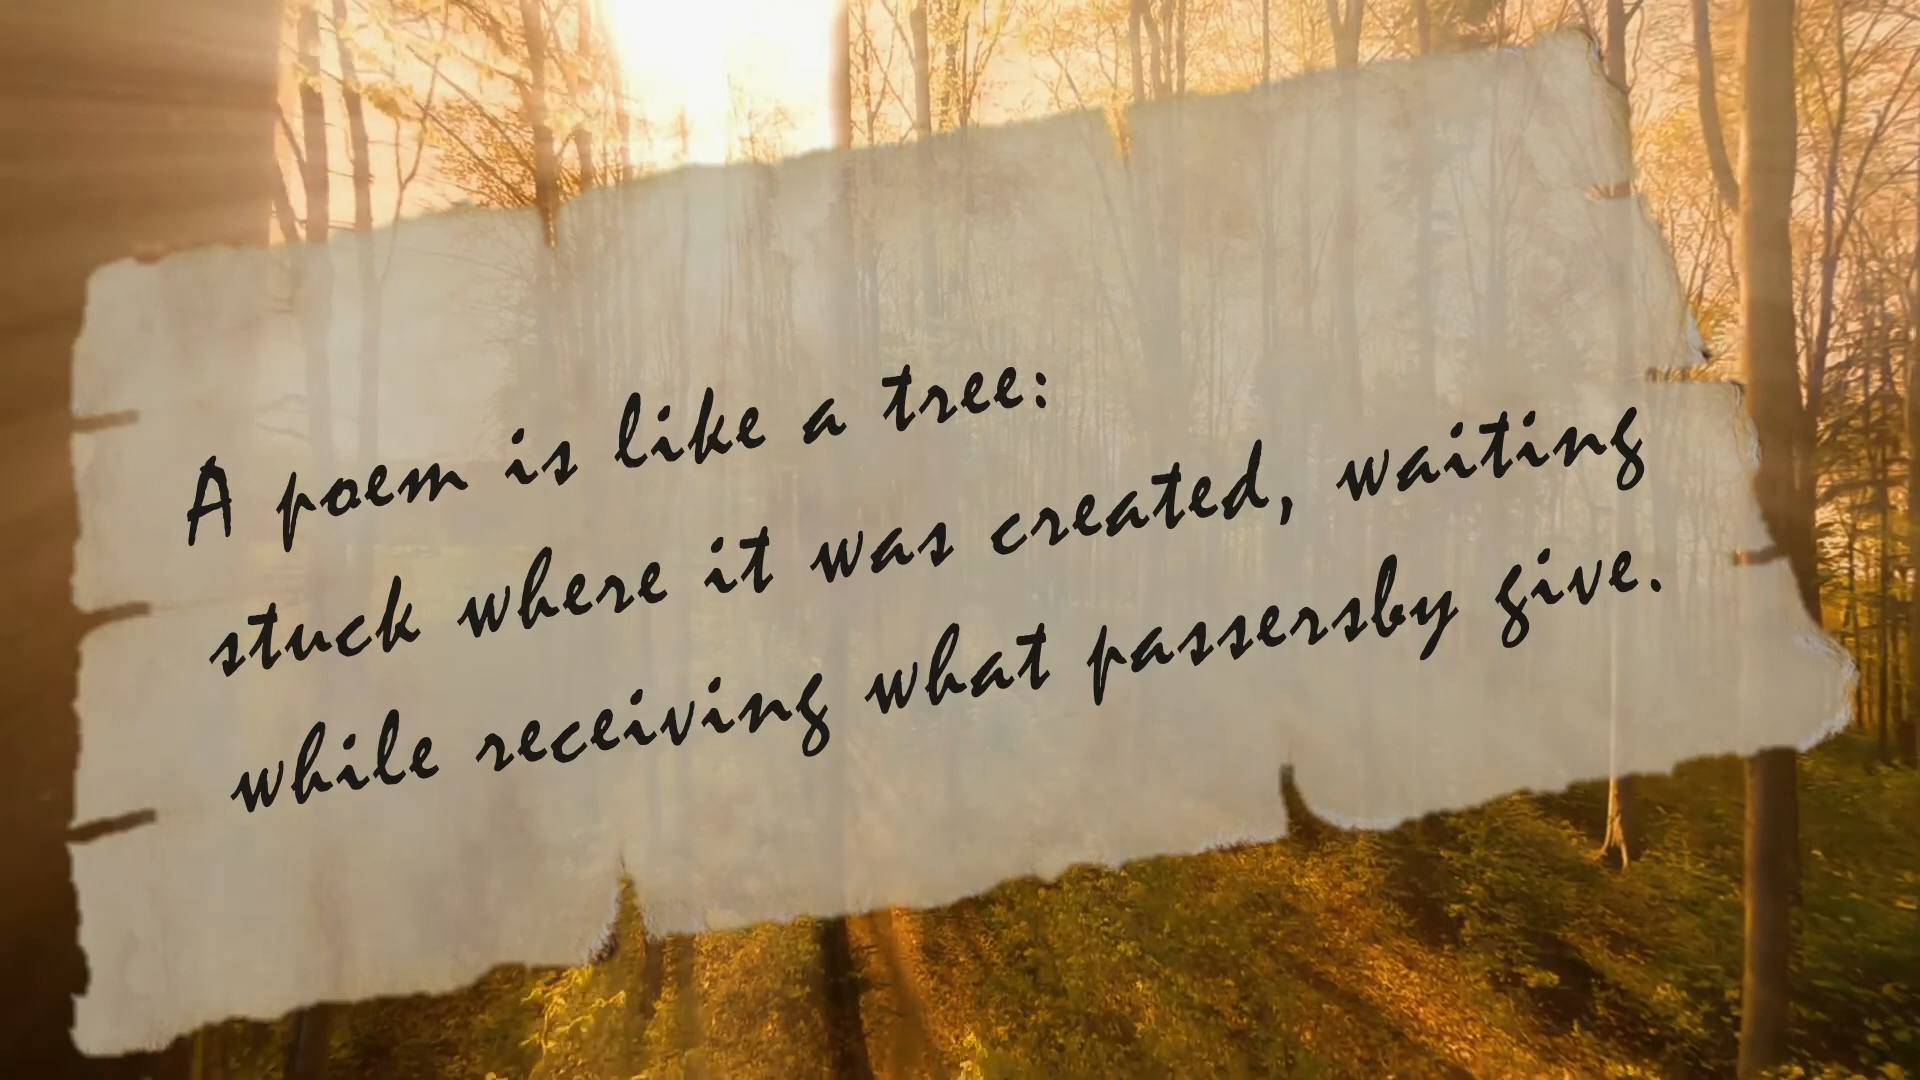 A poem is like a tree:
stuck where it was created, waiting
while receiving what passersby give.